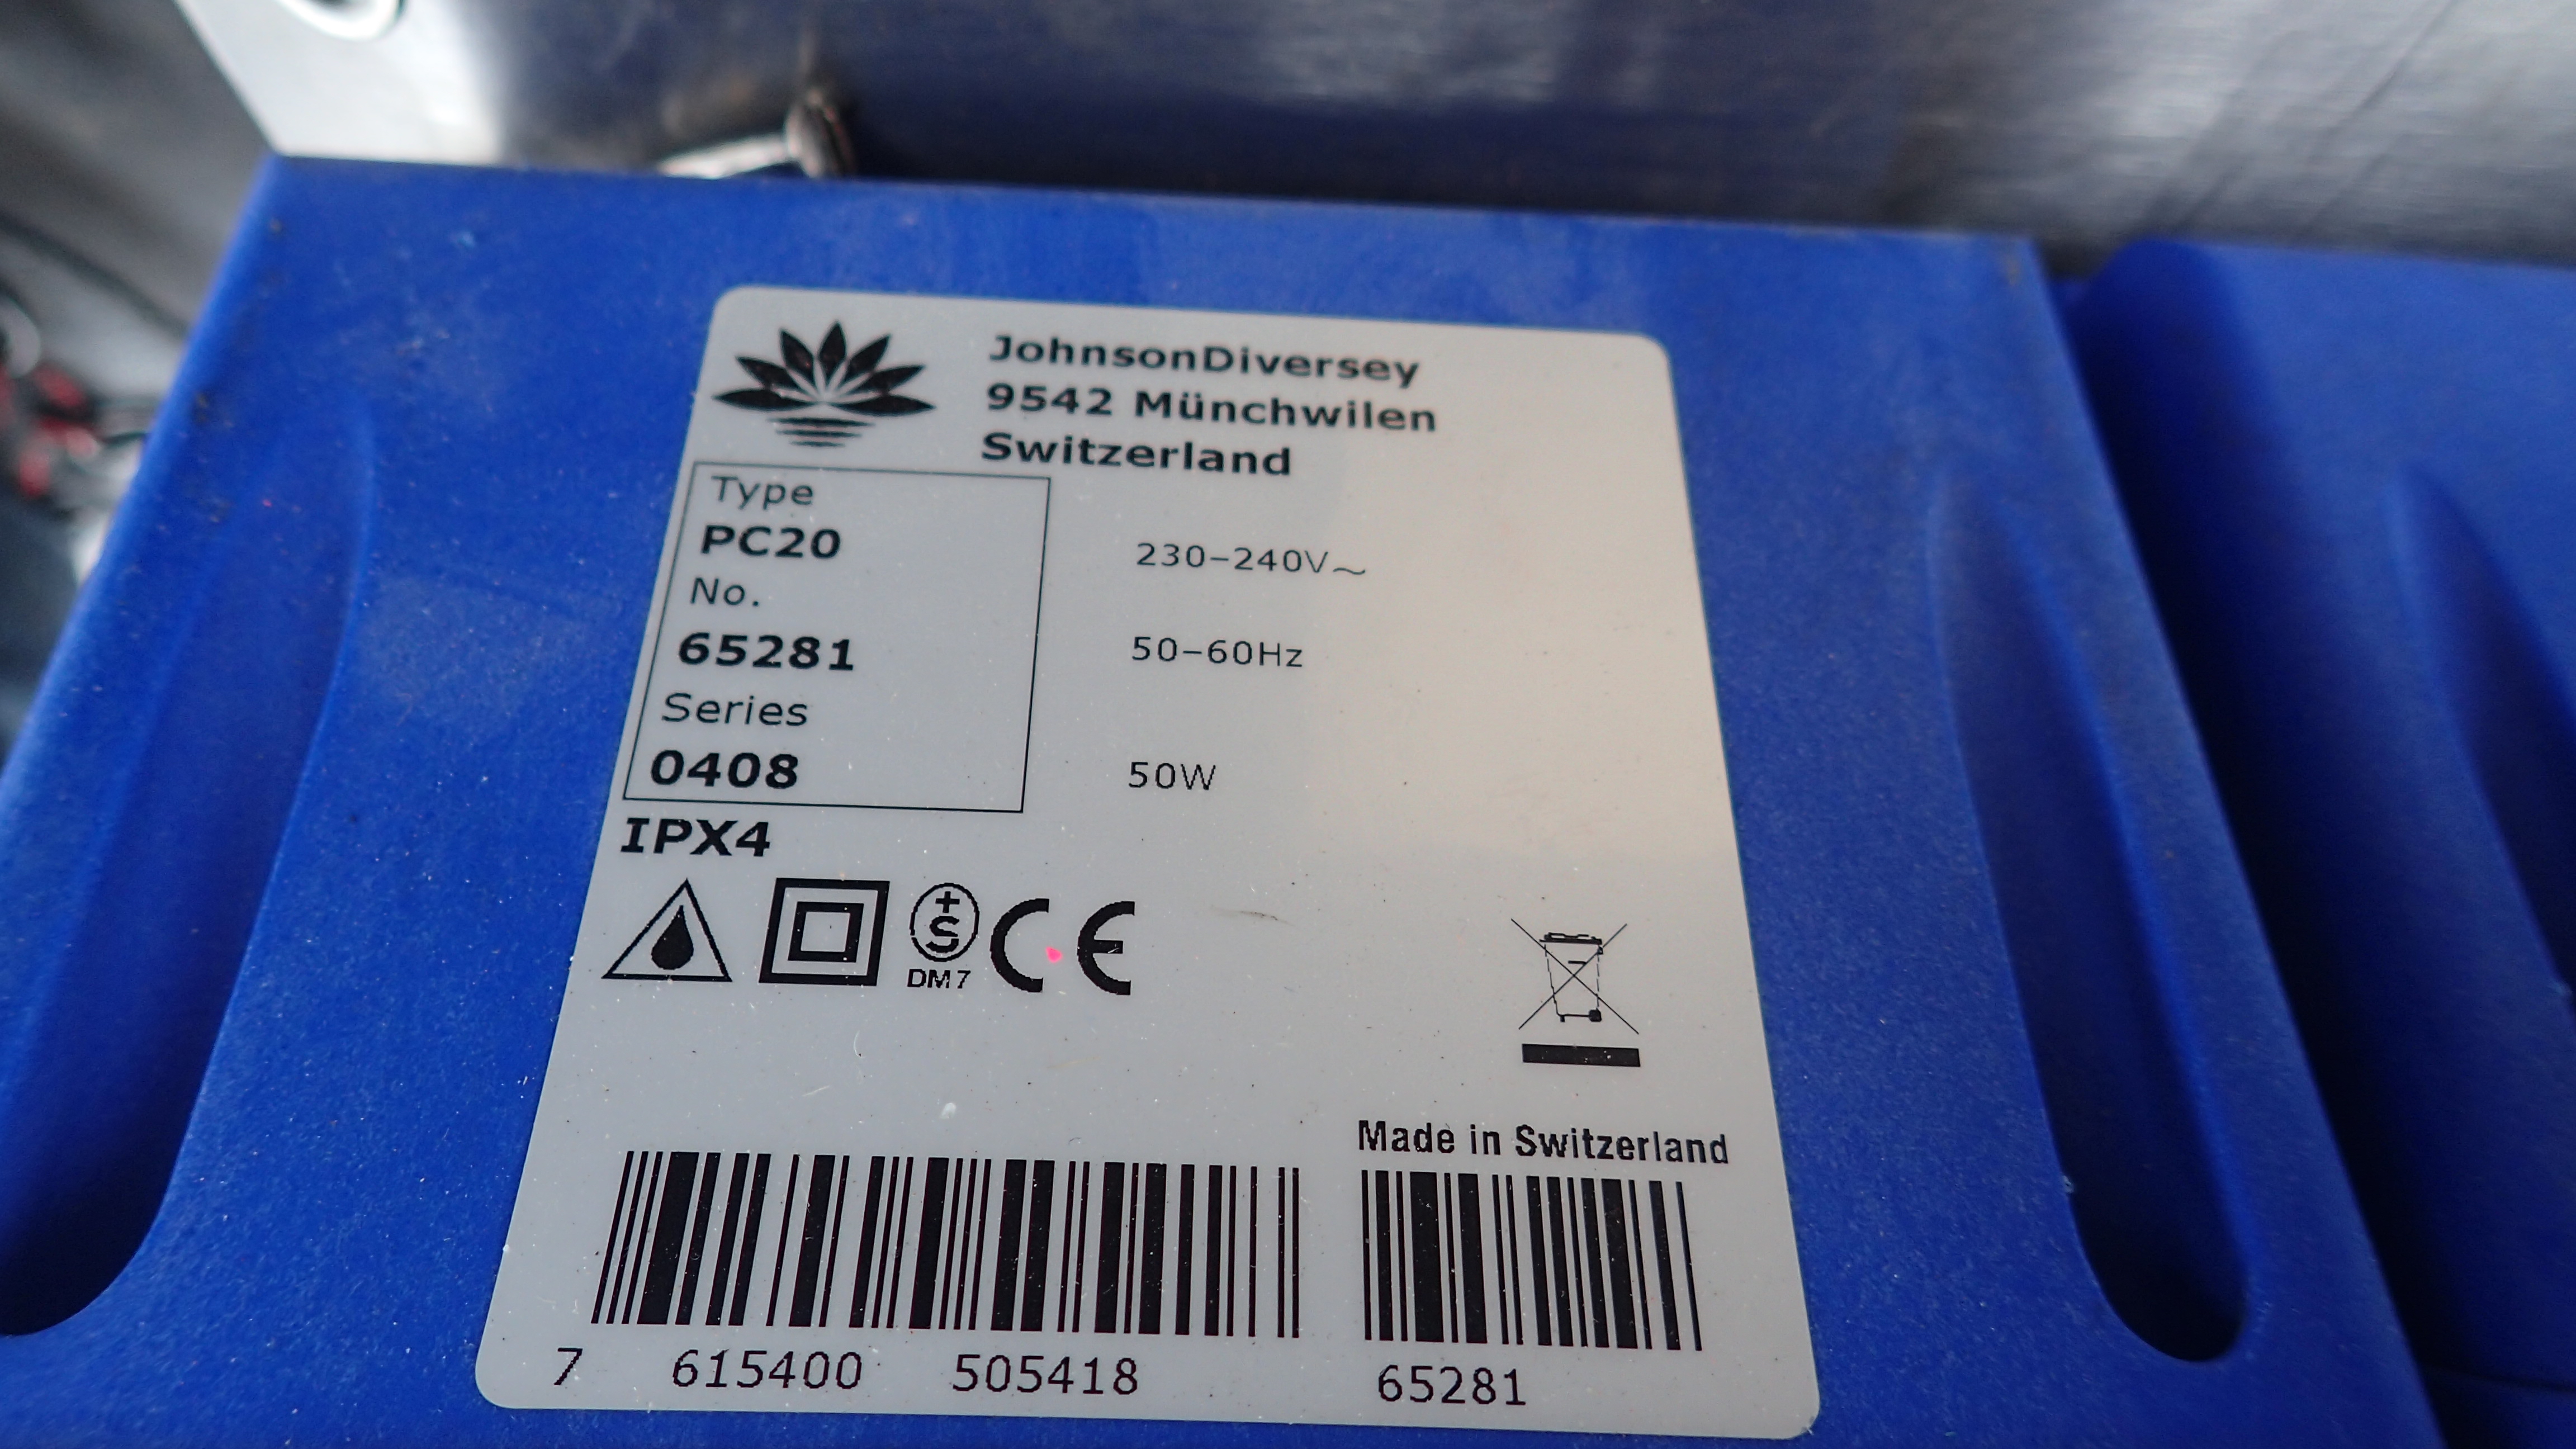 JohnsonDiversey
9542 Münchwilen
Switzerland
Type
PC20
230–240V~
No.
65281
50–60Hz
Series
0408
50W
IPX4
+S
DM7
CE
Made in Switzerland
7 615400 505418
65281